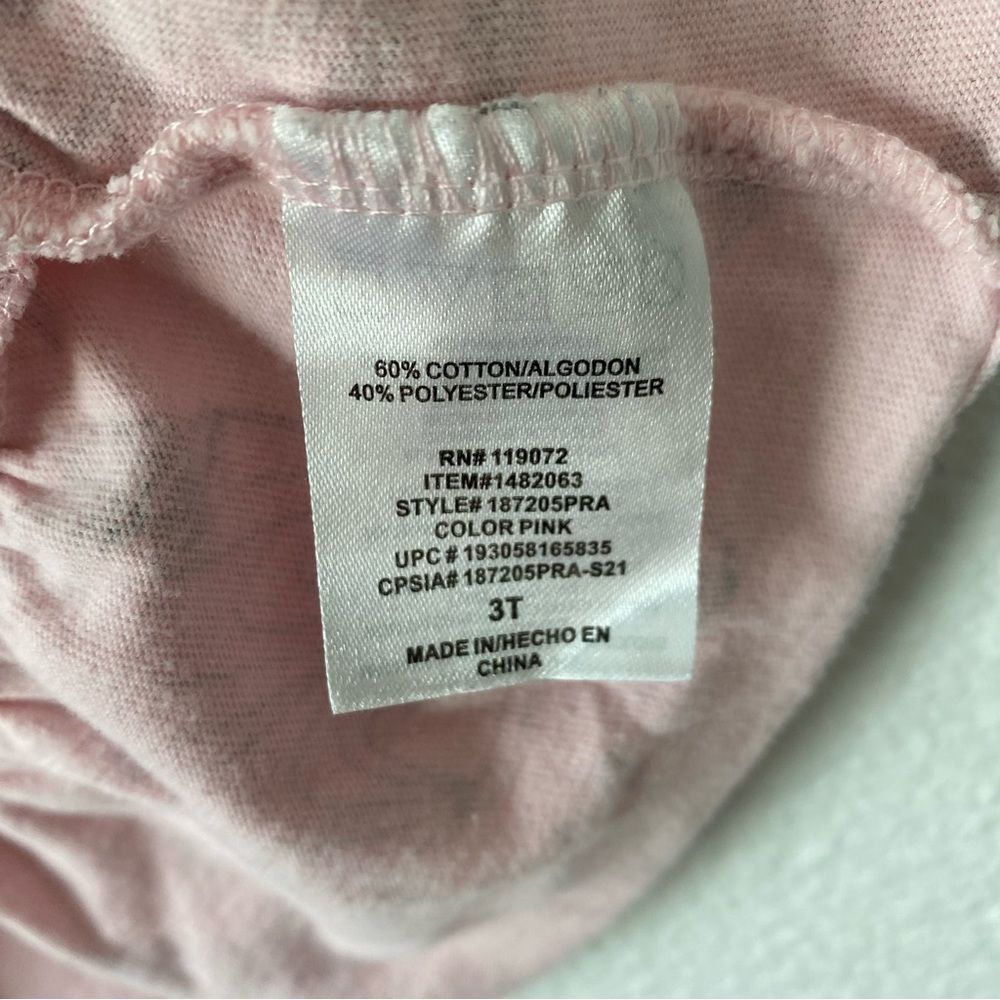 60% COTTON/ALGODON
40% POLYESTER/POLIESTER
RN# 119072
ITEM#1482063
STYLE# 187205PRA
COLOR PINK
UPC # 193058165835
CPSIA# 187205PRA-S21
3T
MADE IN/HECHO EN
CHINA